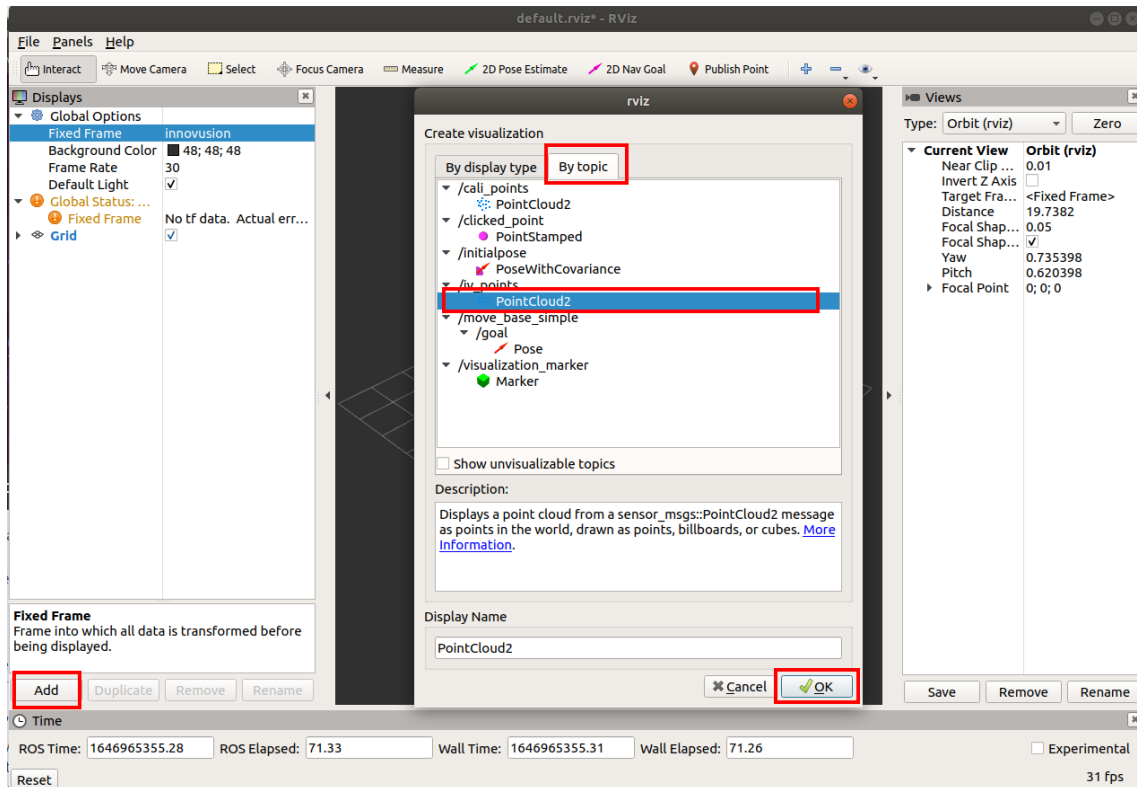 default.rviz* - RViz
File Panels Help
Interact Move Camera Select Focus Camera Measure 2D Pose Estimate 2D Nav Goal Publish Point
Displays
Global Options
Fixed Frame innovusion
Background Color 48; 48; 48
Frame Rate 30
Default Light
Global Status: ...
Fixed Frame No tf data. Actual err...
Grid
Fixed Frame
Frame into which all data is transformed before
being displayed.
Add Duplicate Remove Rename
rviz
Create visualization
By display type By topic
/cali_points
PointCloud2
/clicked_point
PointStamped
/initialpose
PoseWithCovariance
/iv_points
PointCloud2
/move_base_simple
/goal
Pose
/visualization_marker
Marker
Show unvisualizable topics
Description:
Displays a point cloud from a sensor_msgs::PointCloud2 message
as points in the world, drawn as points, billboards, or cubes. More
Information.
Display Name
PointCloud2
Cancel OK
Views
Type: Orbit (rviz) Zero
Current View Orbit (rviz)
Near Clip ... 0.01
Invert Z Axis
Target Fra... <Fixed Frame>
Distance 19.7382
Focal Shap... 0.05
Focal Shap...
Yaw 0.735398
Pitch 0.620398
Focal Point 0; 0; 0
Save Remove Rename
Time
ROS Time: 1646965355.28 ROS Elapsed: 71.33 Wall Time: 1646965355.31 Wall Elapsed: 71.26 Experimental
Reset 31 fps